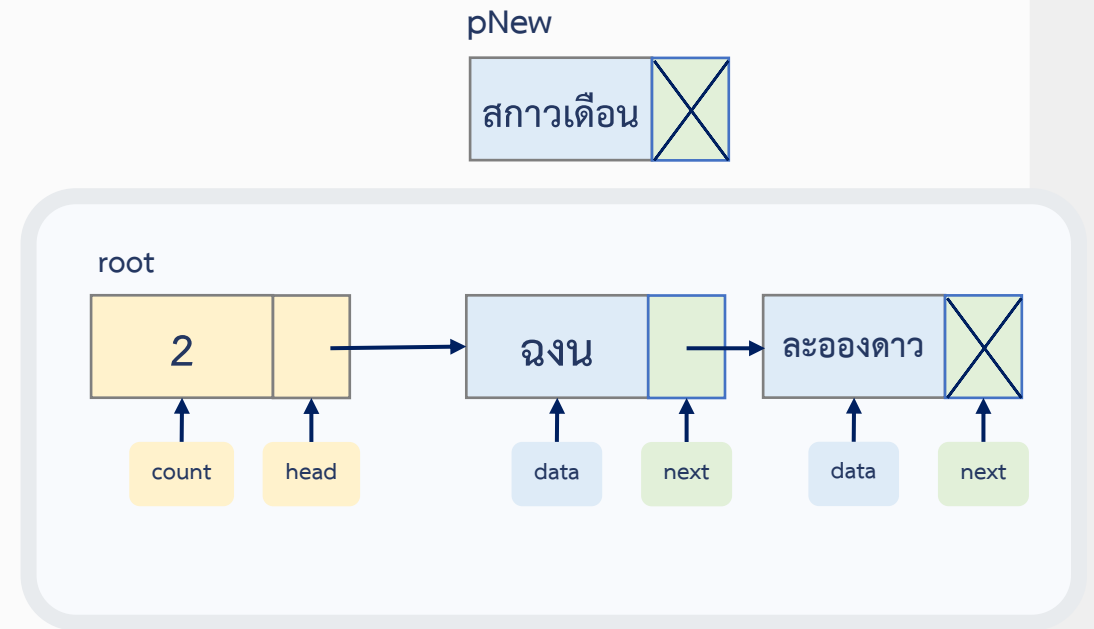 pNew
สกาวเดือน
root
2
ฉงน
ละอองดาว
count
head
data
next
data
next